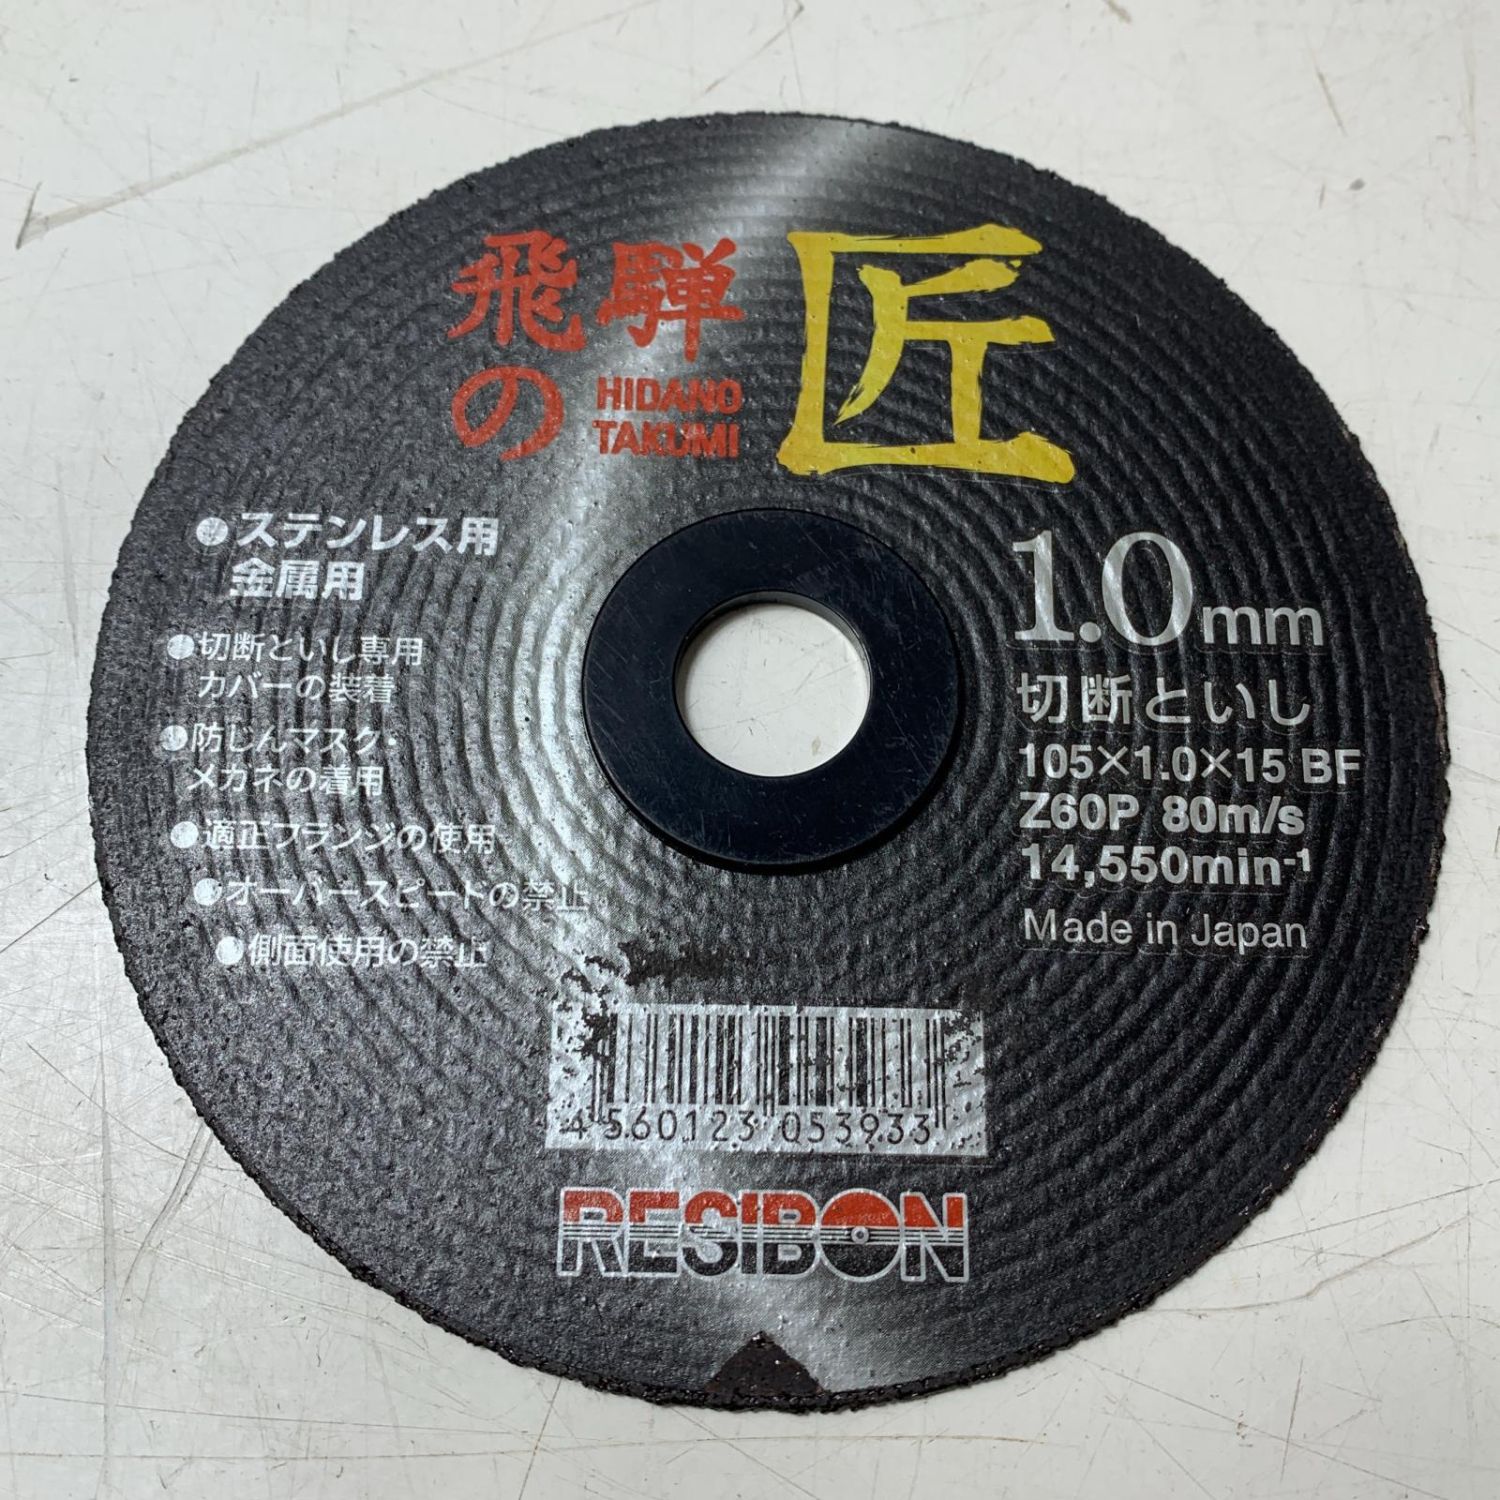 飛騨
の
HIDANO
TAKUMI
匠
●ステンレス用
金属用
●切断といし専用
カバーの装着
●防じんマスク・
メカネの着用
●適正フランジの使用
●オーバースピードの禁止
●側面使用の禁止
1.0mm
切断といし
105×1.0×15 BF
Z60P 80m/s
14,550min⁻¹
Made in Japan
4 560123 053933
RESIBON